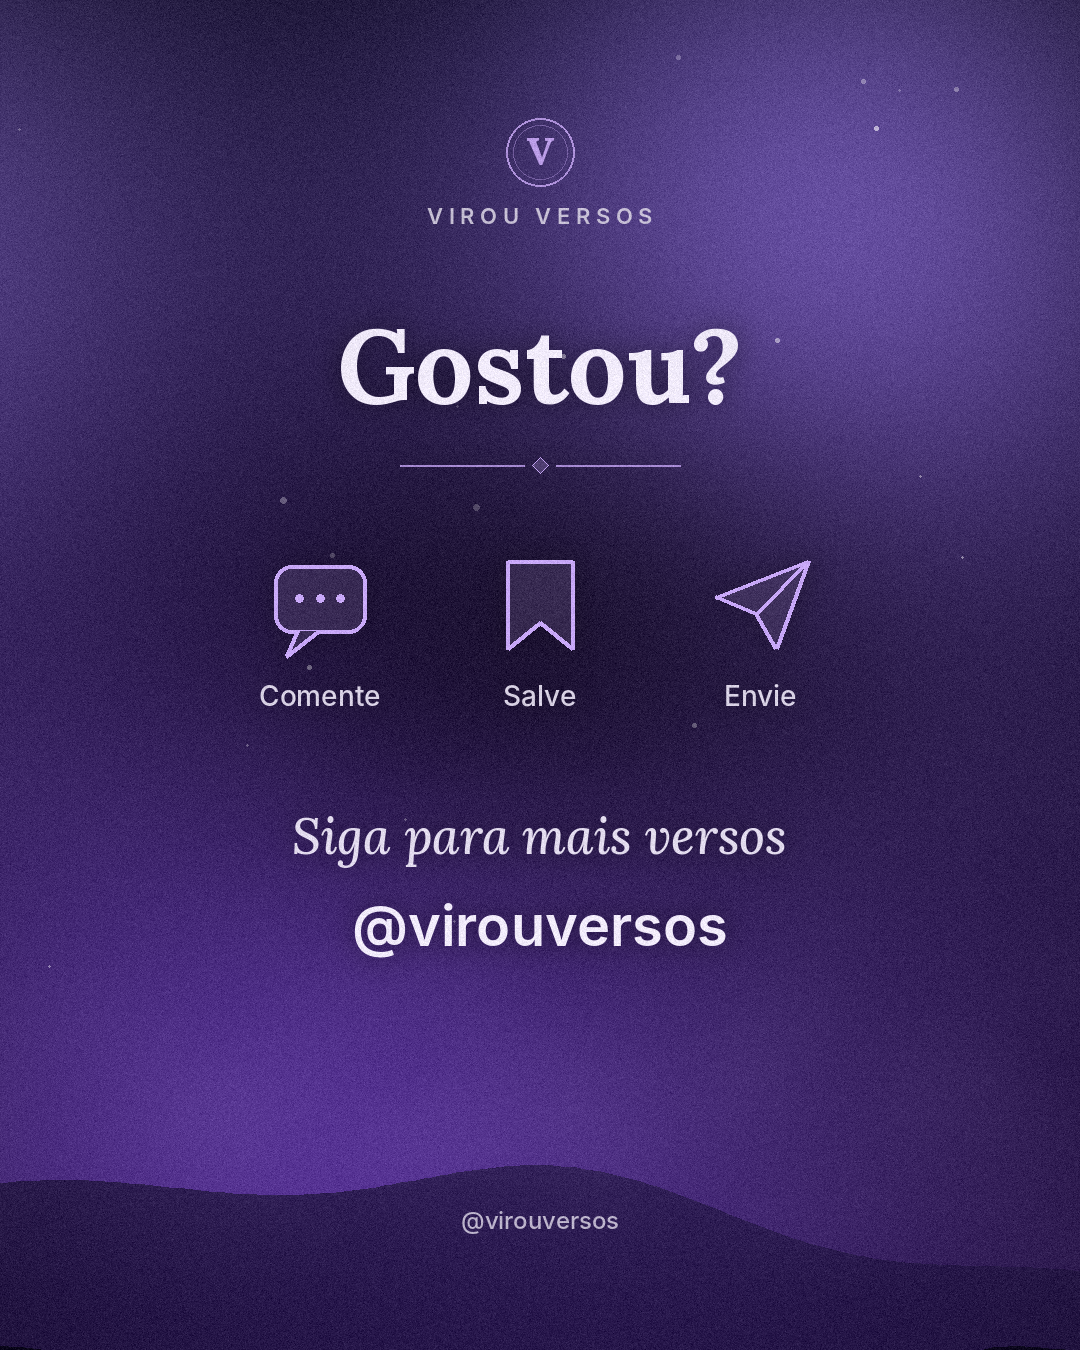 V
VIROU VERSOS
Gostou?
Comente Salve Envie
Siga para mais versos
@virouversos
@virouversos